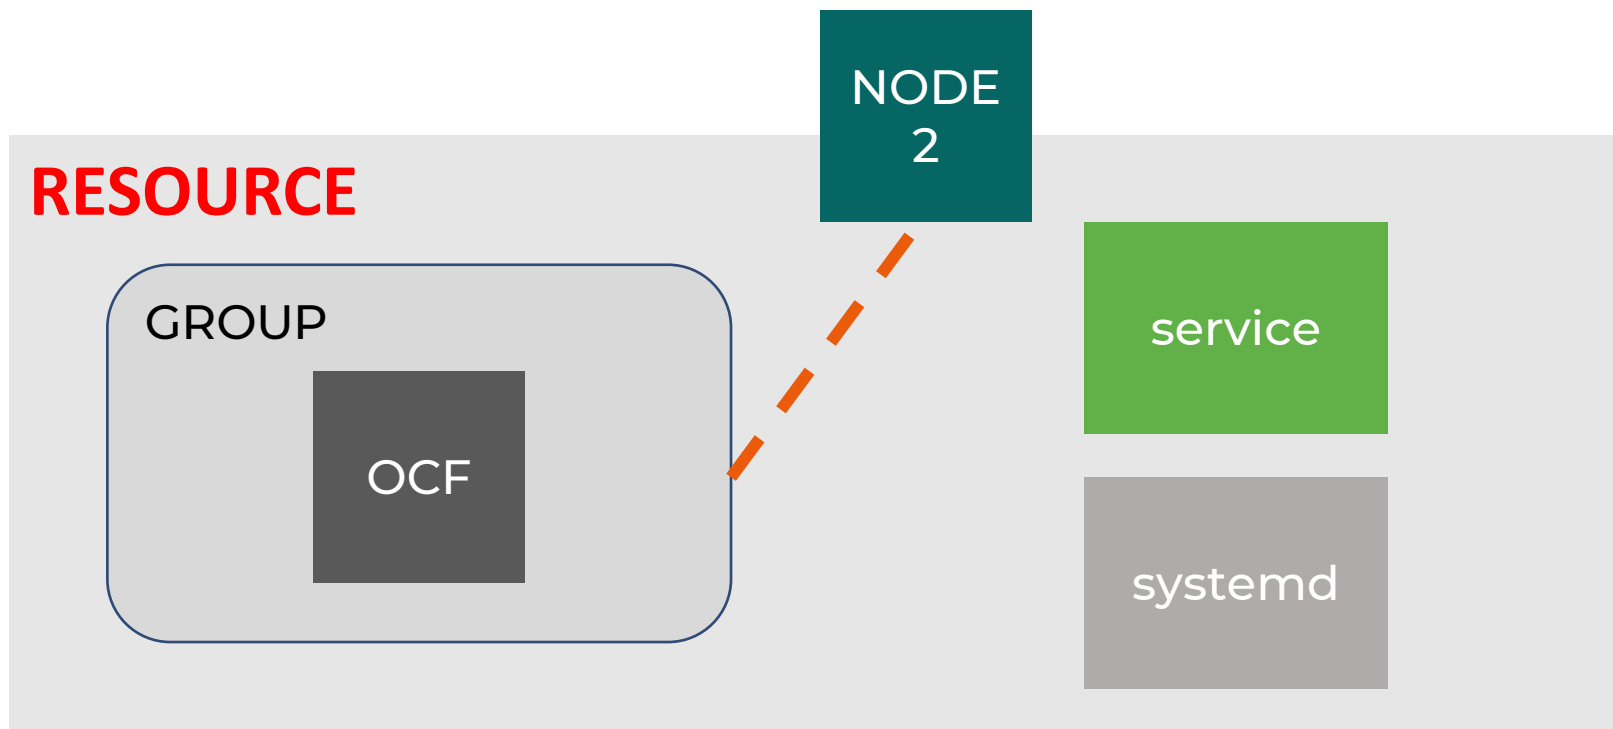 NODE
2
RESOURCE
GROUP
OCF
service
systemd